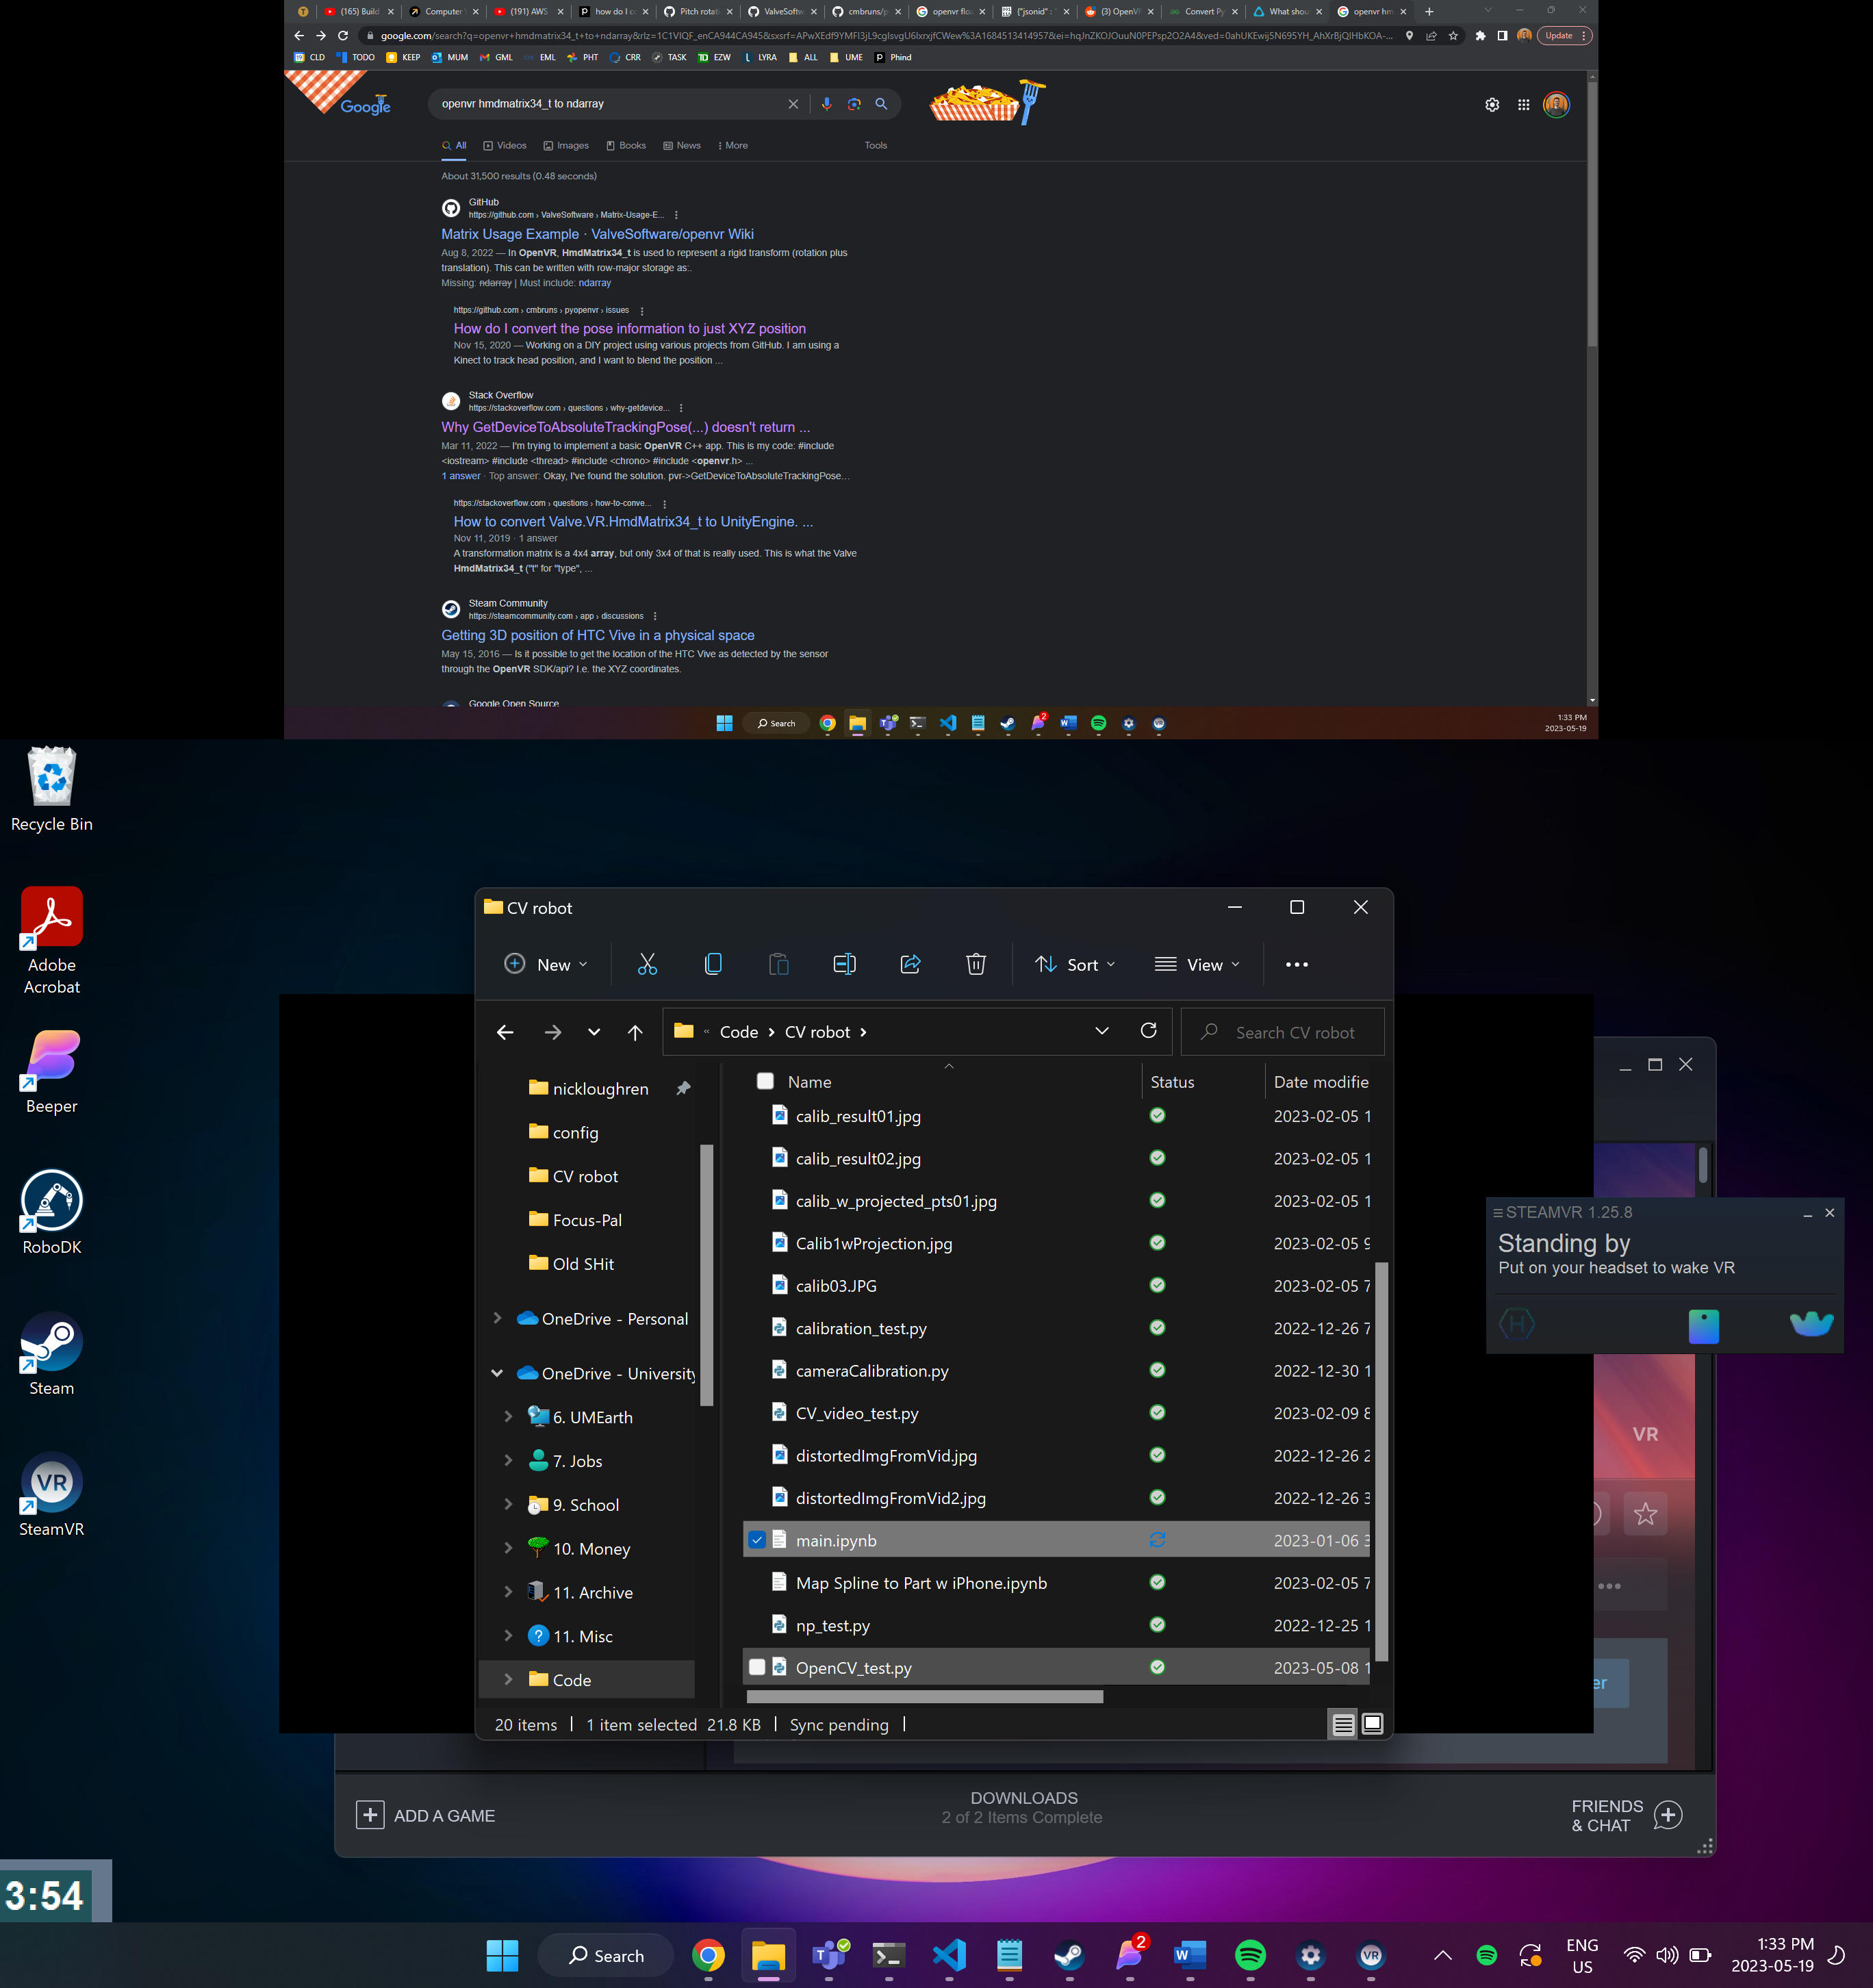 (165) Build
Computer
(191) AWS
how do I c
Pitch rotat
ValveSoftw
cmbruns/p
openvr floa
{"jsonid" : "
(3) OpenVR
Convert Py
What shou
openvr hm
google.com/search?q=openvr+hmdmatrix34_t+to+ndarray&rlz=1C1VIQF_enCA944CA945&sxsrf=
Update
CLD TODO KEEP MUM GML EML PHT CRR TASK EZW LYRA ALL UME Phind
Google
openvr hmdmatrix34_t to ndarray
All Videos Images Books News More Tools
About 31,500 results (0.48 seconds)
GitHub
https://github.com › ValveSoftware › Matrix-Usage-E...
Matrix Usage Example · ValveSoftware/openvr Wiki
Aug 8, 2022 — In OpenVR, HmdMatrix34_t is used to represent a rigid transform (rotation plus
translation). This can be written with row-major storage as:.
Missing: ndarray | Must include: ndarray
https://github.com › cmbruns › pyopenvr › issues
How do I convert the pose information to just XYZ position
Nov 15, 2020 — Working on a DIY project using various projects from GitHub. I am using a
Kinect to track head position, and I want to blend the position ...
Stack Overflow
https://stackoverflow.com › questions › why-getdevice...
Why GetDeviceToAbsoluteTrackingPose(...) doesn't return ...
Mar 11, 2022 — I'm trying to implement a basic OpenVR C++ app. This is my code: #include
<iostream> #include <thread> #include <chrono> #include <openvr.h> ...
1 answer · Top answer: Okay, I've found the solution. pvr->GetDeviceToAbsoluteTrackingPose...
https://stackoverflow.com › questions › how-to-conve...
How to convert Valve.VR.HmdMatrix34_t to UnityEngine. ...
Nov 11, 2019 · 1 answer
A transformation matrix is a 4x4 array, but only 3x4 of that is really used. This is what the Valve
HmdMatrix34_t ("t" for "type", ...
Steam Community
https://steamcommunity.com › app › discussions
Getting 3D position of HTC Vive in a physical space
May 15, 2016 — Is it possible to get the location of the HTC Vive as detected by the sensor
through the OpenVR SDK/api? I.e. the XYZ coordinates.
Google Open Source
Search
2
1:33 PM
2023-05-19
Recycle Bin
Adobe
Acrobat
Beeper
RoboDK
Steam
VR
SteamVR
CV robot
New
Sort
View
« Code › CV robot ›
Search CV robot
nickloughren
config
CV robot
Focus-Pal
Old SHit
OneDrive - Personal
OneDrive - University
6. UMEarth
7. Jobs
9. School
10. Money
11. Archive
11. Misc
Code
Name Status Date modifie
calib_result01.jpg 2023-02-05 1
calib_result02.jpg 2023-02-05 1
calib_w_projected_pts01.jpg 2023-02-05 1
Calib1wProjection.jpg 2023-02-05 9
calib03.JPG 2023-02-05 7
calibration_test.py 2022-12-26 7
cameraCalibration.py 2022-12-30 1
CV_video_test.py 2023-02-09 8
distortedImgFromVid.jpg 2022-12-26 2
distortedImgFromVid2.jpg 2022-12-26 3
main.ipynb 2023-01-06 3
Map Spline to Part w iPhone.ipynb 2023-02-05 7
np_test.py 2022-12-25 1
OpenCV_test.py 2023-05-08 1
20 items | 1 item selected 21.8 KB | Sync pending |
STEAMVR 1.25.8
Standing by
Put on your headset to wake VR
VR
er
ADD A GAME
DOWNLOADS
2 of 2 Items Complete
FRIENDS
& CHAT
3:54
Search
2
VR
ENG
US
1:33 PM
2023-05-19